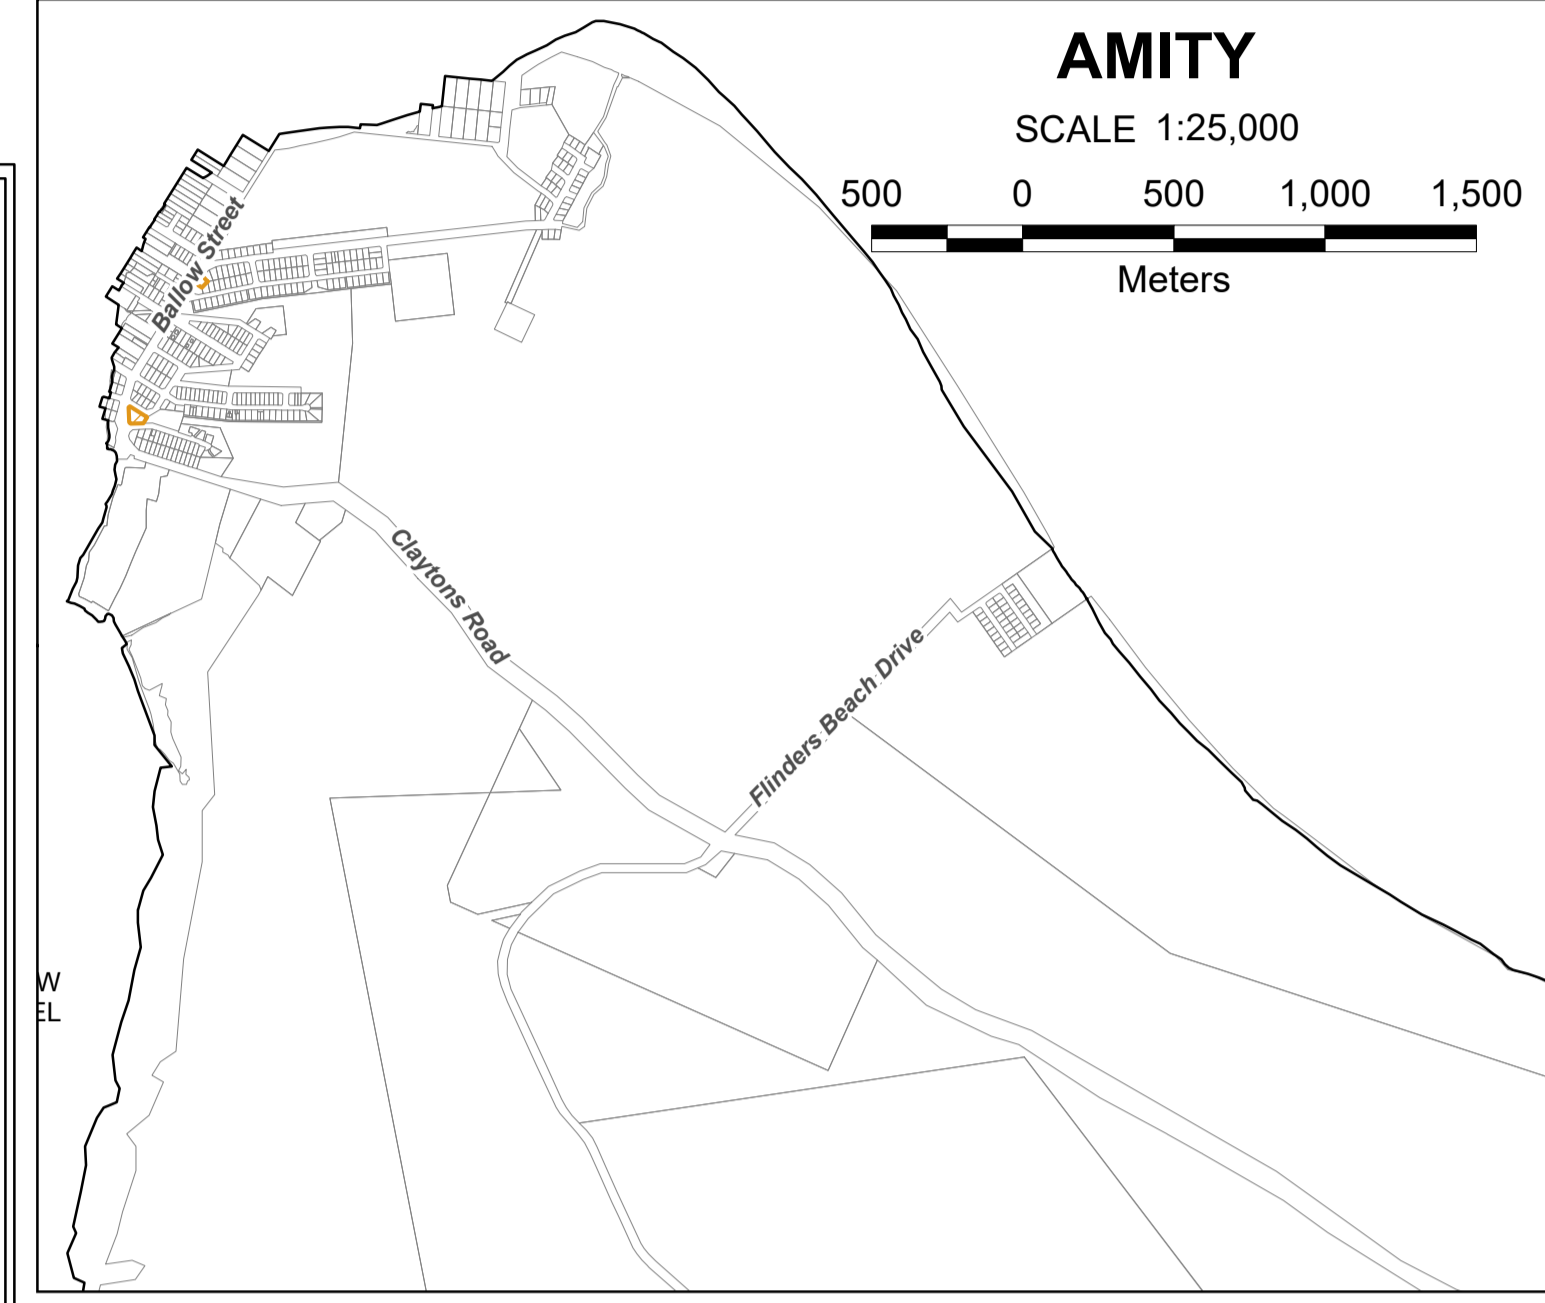 AMITY
SCALE 1:25,000
500 0 500 1,000 1,500
Meters
Ballow Street
Claytons Road
Flinders Beach Drive
W
EL